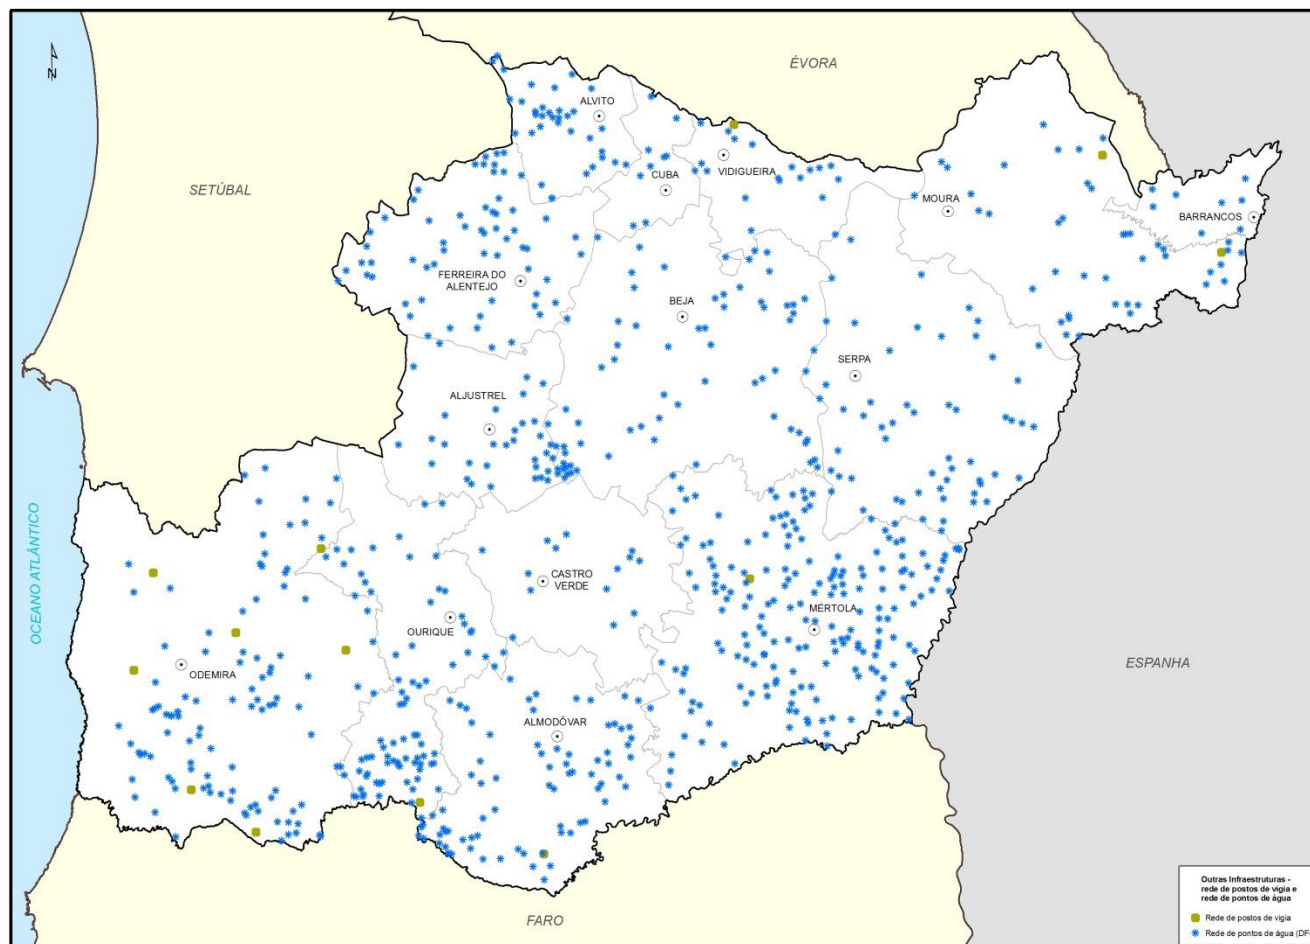 N
ÉVORA
ALVITO
SETÚBAL
CUBA
VIDIGUEIRA
MOURA
BARRANCOS
FERREIRA DO
ALENTEJO
BEJA
SERPA
ALJUSTREL
OCEANO ATLÂNTICO
CASTRO
VERDE
MÉRTOLA
OURIQUE
ODEMIRA
ESPANHA
ALMODÔVAR
FARO
Outras Infraestruturas -
rede de postos de vigia e
rede de pontos de água
Rede de postos de vigia
Rede de pontos de água (DF